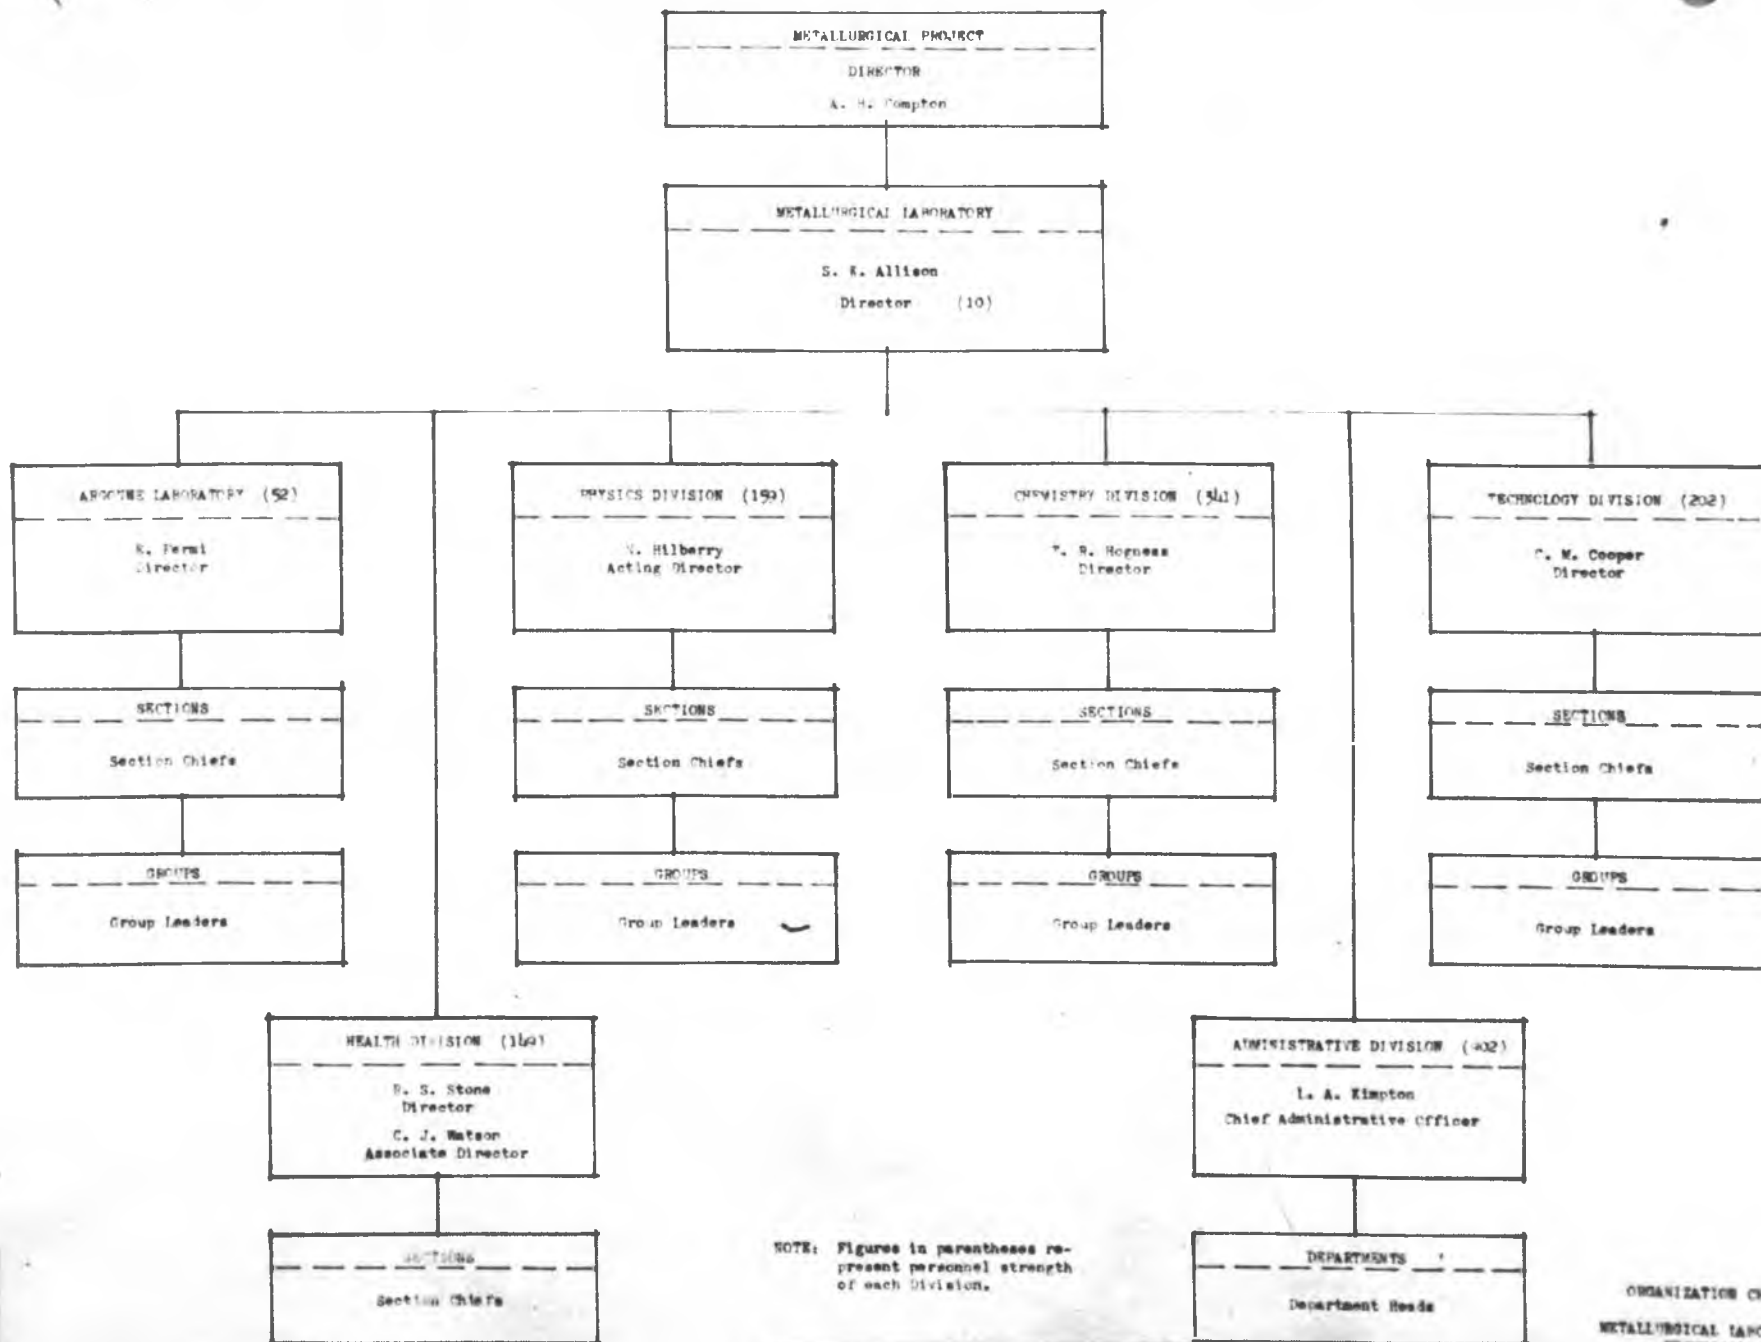 METALLURGICAL PROJECT
DIRECTOR
A. H. Compton
METALLURGICAL LABORATORY
S. K. Allison
Director (10)
ARGONNE LABORATORY (52)
E. Fermi
Director
PHYSICS DIVISION
N. Hilberry
Acting Director
CHEMISTRY DIVISION
T. R. Hogness
Director
TECHNOLOGY DIVISION (202)
C. M. Cooper
Director
SECTIONS
Section Chiefs
SECTIONS
Section Chiefs
SECTIONS
Section Chiefs
SECTIONS
Section Chiefs
GROUPS
Group Leaders
GROUPS
Group Leaders
GROUPS
Group Leaders
GROUPS
Group Leaders
HEALTH DIVISION
R. S. Stone
Director
C. J. Watson
Associate Director
ADMINISTRATIVE DIVISION
L. A. Kimpton
Chief Administrative Officer
SECTIONS
Section Chiefs
NOTE: Figures in parentheses re-
present personnel strength
of each Division.
DEPARTMENTS
Department Heads
ORGANIZATION CH
METALLURGICAL LABO